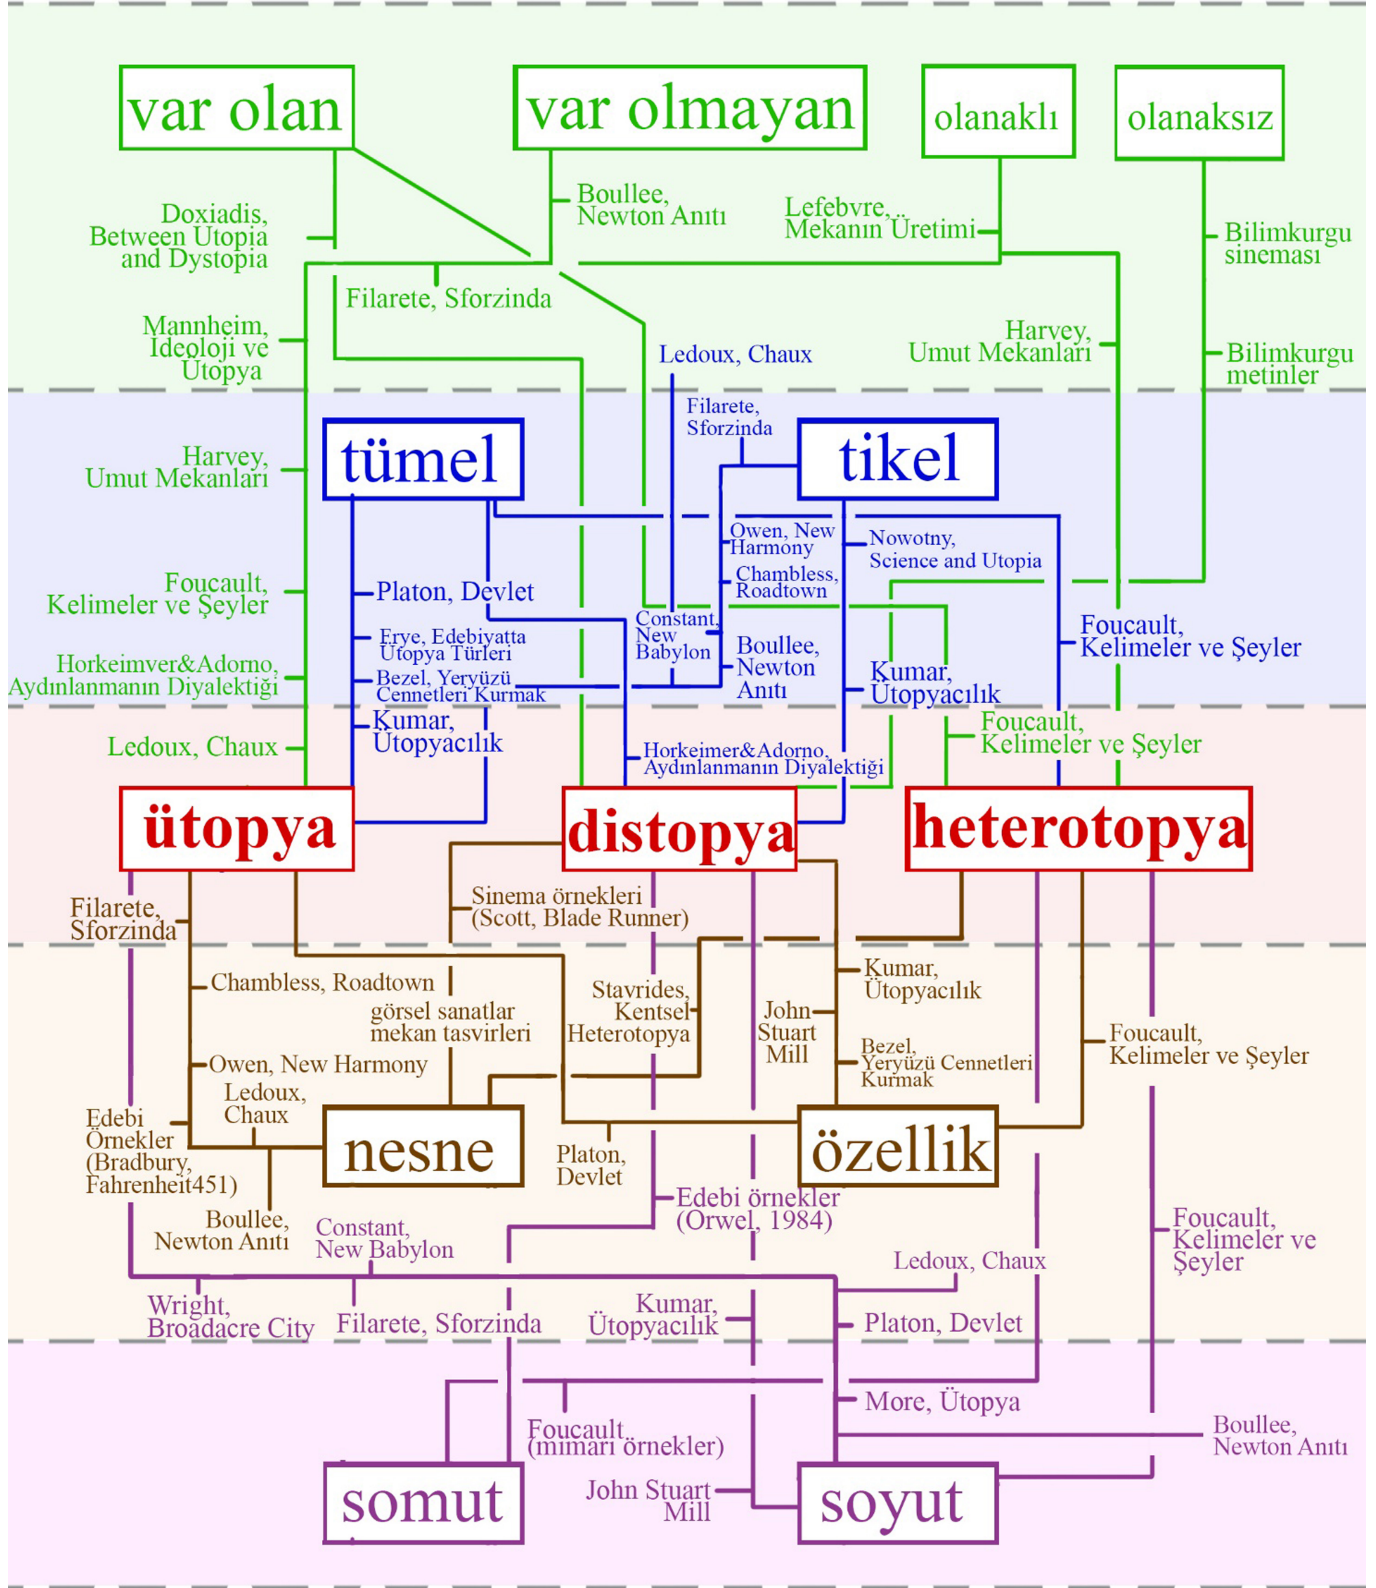 var olan
var olmayan
olanaklı
olanaksız
Doxiadis,
Between Utopia
and Dystopia
Boullee,
Newton Anıtı
Lefebvre,
Mekanın Üretimi
Bilimkurgu
sineması
Filarete, Sforzinda
Mannheim,
İdeoloji ve
Ütopya
Harvey,
Umut Mekanları
Bilimkurgu
metinler
Ledoux, Chaux
Filarete,
Sforzinda
tümel
tikel
Harvey,
Umut Mekanları
Owen, New
Harmony
Nowotny,
Science and Utopia
Foucault,
Kelimeler ve Şeyler
Platon, Devlet
Chambless,
Roadtown
Frye, Edebiyatta
Ütopya Türleri
Constant,
New
Babylon
Boullee,
Newton
Anıtı
Foucault,
Kelimeler ve Şeyler
Horkeimver&Adorno,
Aydınlanmanın Diyalektiği
Bezel, Yeryüzü
Cennetleri Kurmak
Kumar,
Ütopyacılık
Kumar,
Ütopyacılık
Foucault,
Kelimeler ve Şeyler
Ledoux, Chaux
Horkeimer&Adorno,
Aydınlanmanın Diyalektiği
ütopya
distopya
heterotopya
Filarete,
Sforzinda
Sinema örnekleri
(Scott, Blade Runner)
Chambless, Roadtown
görsel sanatlar
mekan tasvirleri
Stavrides,
Kentsel
Heterotopya
Kumar,
Ütopyacılık
John
Stuart
Mill
Bezel,
Yeryüzü Cennetleri
Kurmak
Foucault,
Kelimeler ve Şeyler
Owen, New Harmony
Ledoux,
Chaux
Edebi
Örnekler
(Bradbury,
Fahrenheit451)
nesne
Platon,
Devlet
özellik
Boullee,
Newton Anıti
Constant,
New Babylon
Edebi örnekler
(Orwel, 1984)
Foucault,
Kelimeler ve
Şeyler
Ledoux, Chaux
Wright,
Broadacre City
Filarete, Sforzinda
Kumar,
Ütopyacılık
Platon, Devlet
More, Ütopya
Foucault
(mimari örnekler)
Boullee,
Newton Anıtı
somut
John Stuart
Mill
soyut